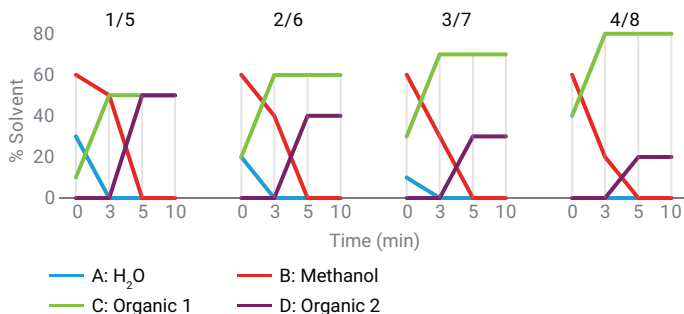 1/5 2/6 3/7 4/8
80
60
40
20
0
% Solvent
0 3 5 10 0 3 5 10 0 3 5 10 0 3 5 10
Time (min)
A: H₂O B: Methanol
C: Organic 1 D: Organic 2